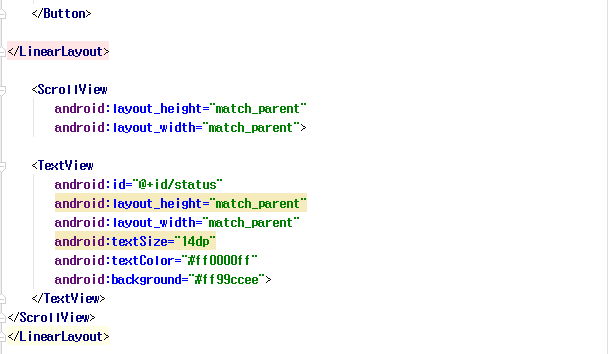 </Button>
</LinearLayout>
<ScrollView
android:layout_height="match_parent"
android:layout_width="match_parent">
<TextView
android:id="@+id/status"
android:layout_height="match_parent"
android:layout_width="match_parent"
android:textSize="14dp"
android:textColor="#ff0000ff"
android:background="#ff99ccee">
</TextView>
</ScrollView>
</LinearLayout>